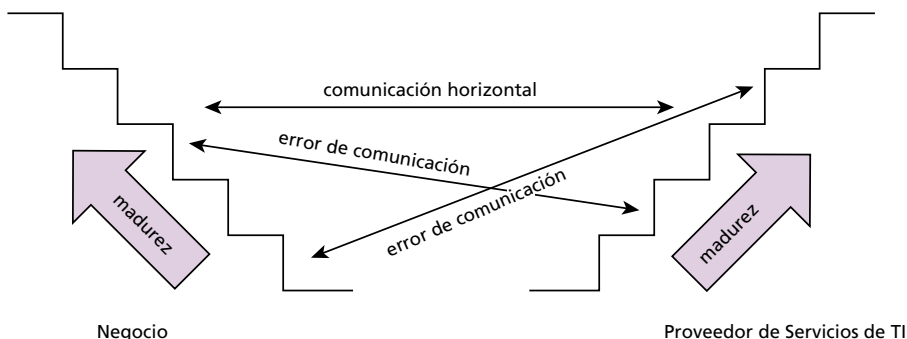 comunicación horizontal
error de comunicación
error de comunicación
madurez
madurez
Negocio
Proveedor de Servicios de TI